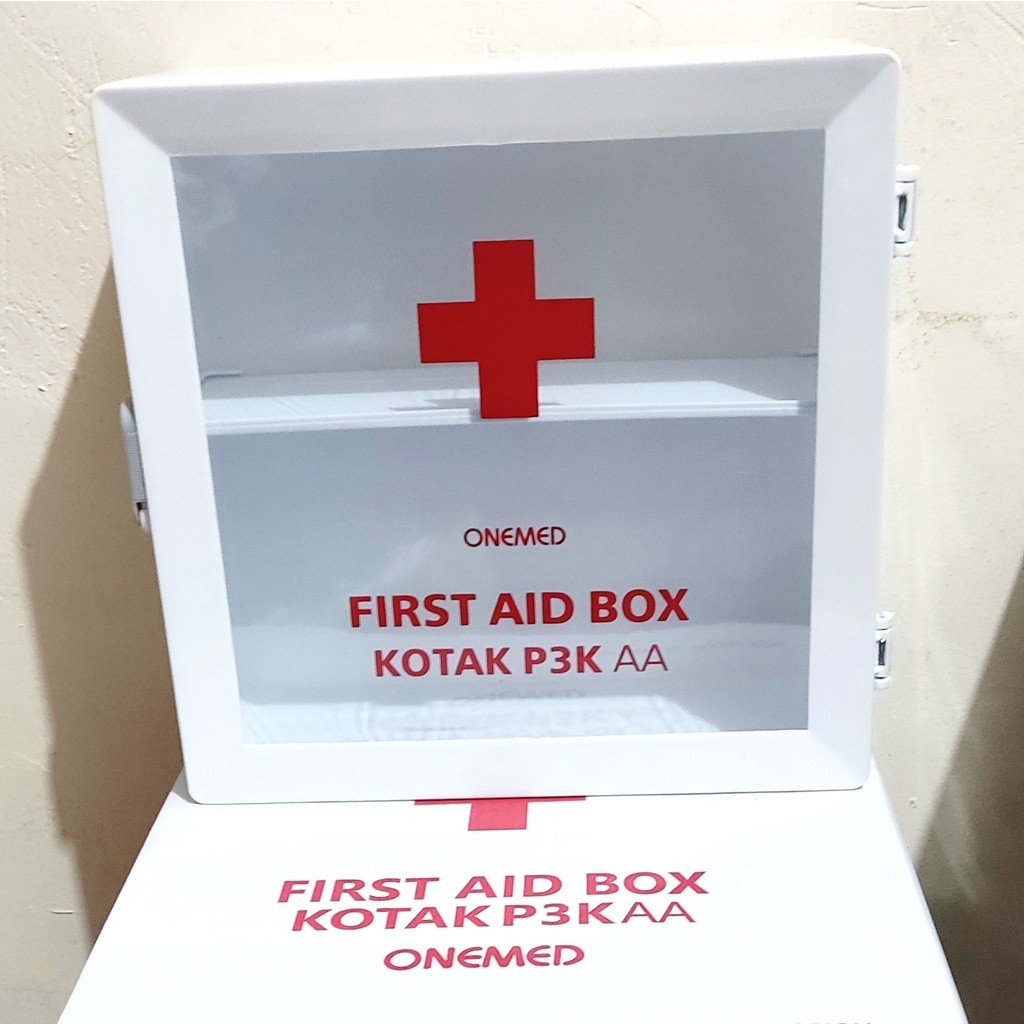 ONEMED
FIRST AID BOX
KOTAK P3K AA
FIRST AID BOX
KOTAK P3K AA
ONEMED